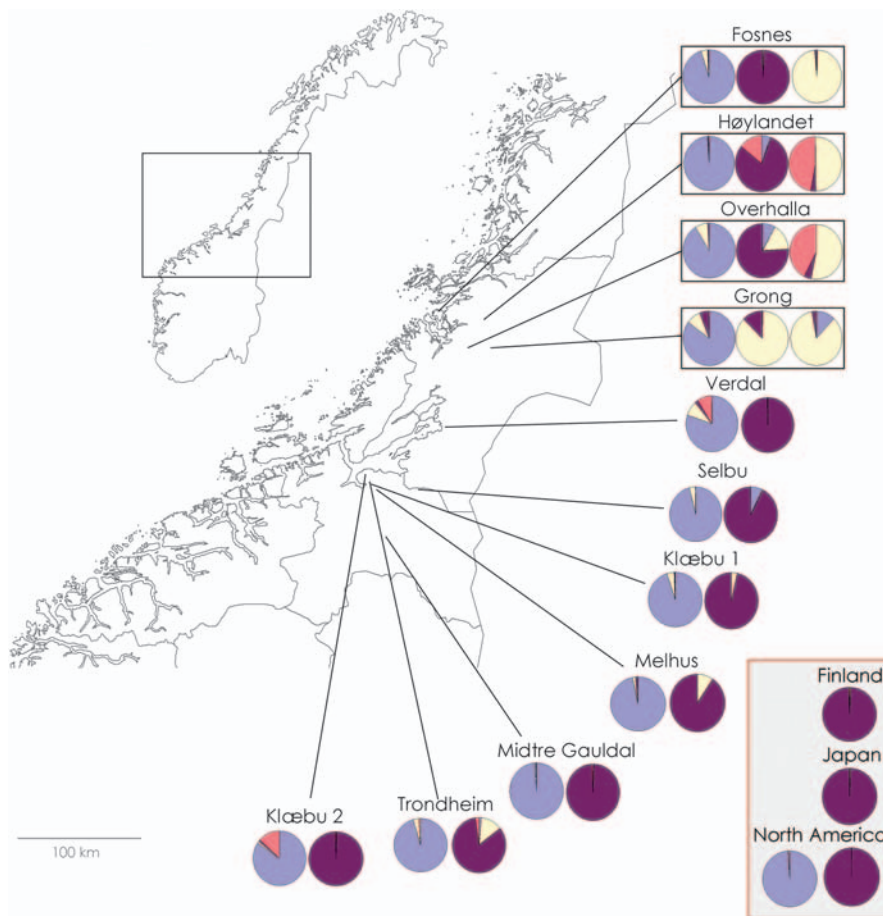 Fosnes
Høylandet
Overhalla
Grong
Verdal
Selbu
Klæbu 1
Melhus
Midtre Gauldal
Trondheim
Klæbu 2
100 km
Finland
Japan
North America